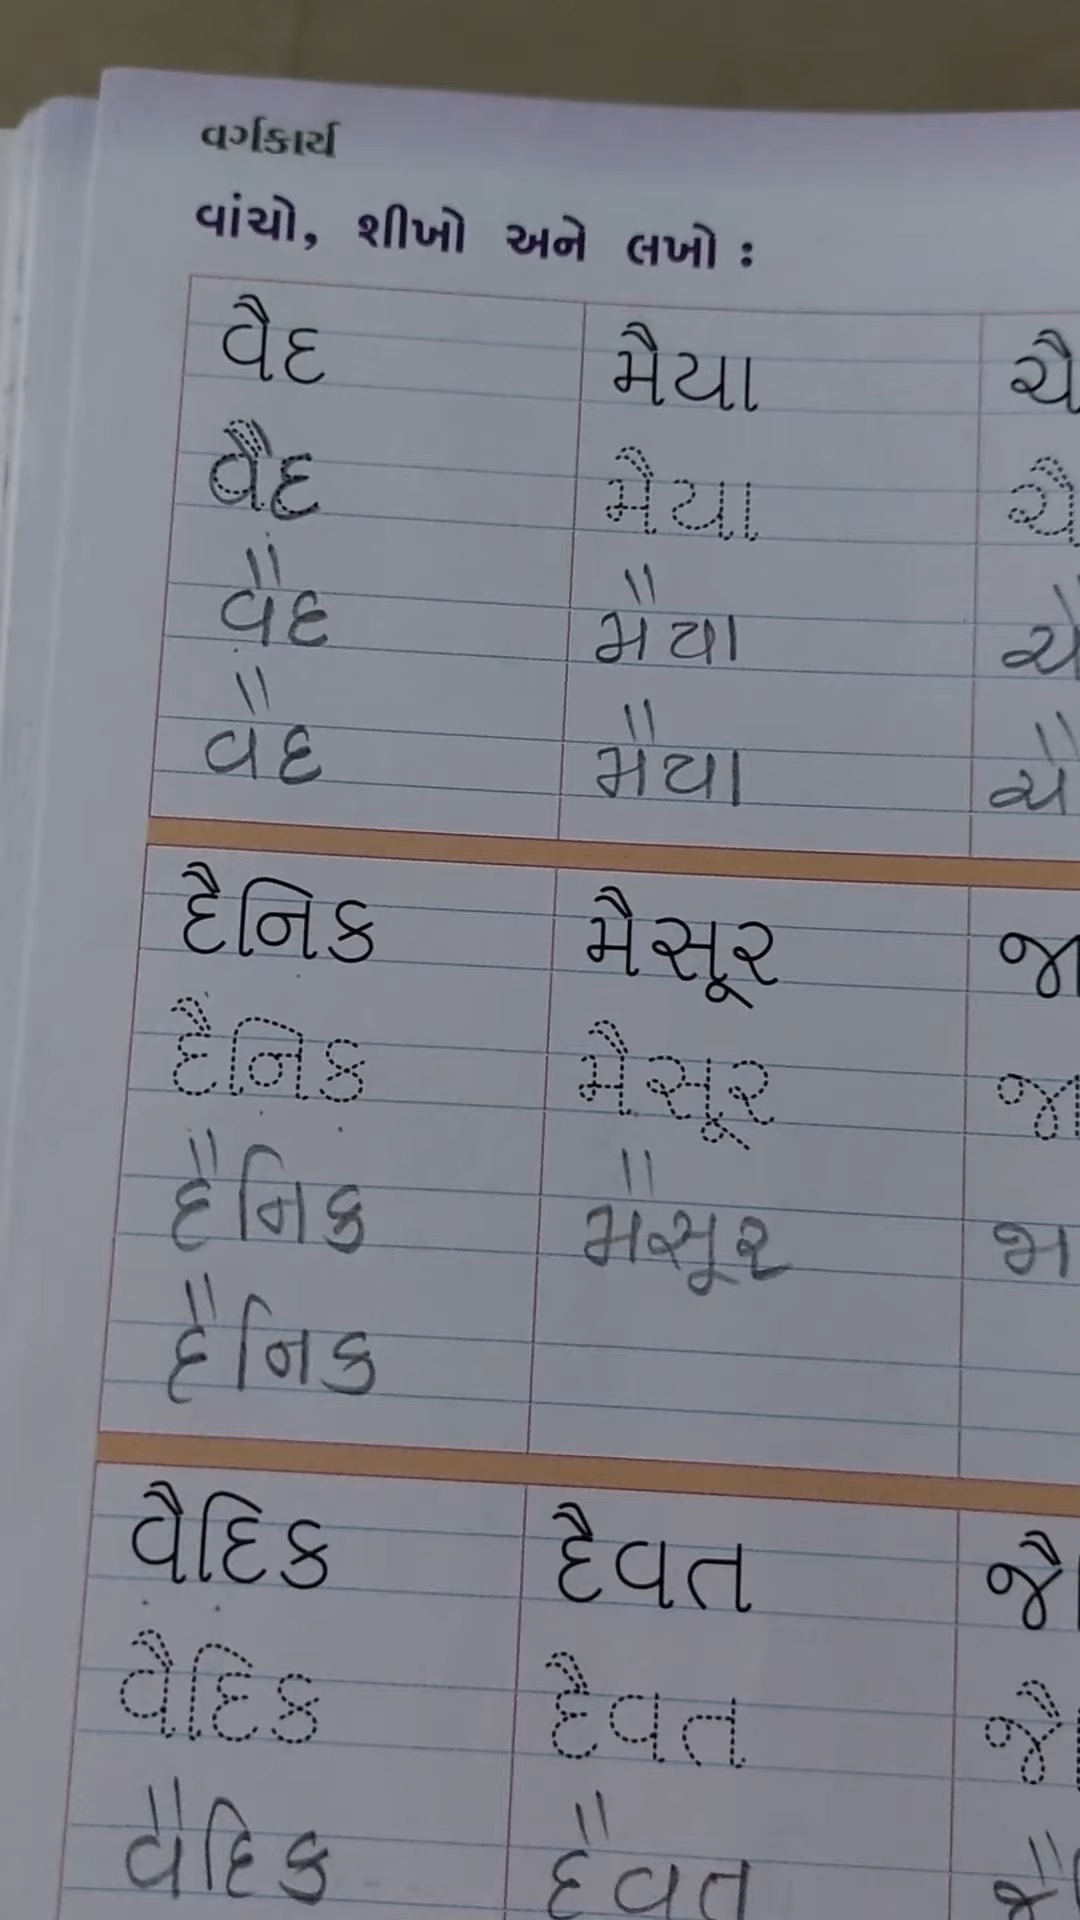 વર્ગકાર્ય
વાંચો, શીખો અને લખો :
વૈદ મૈયા
વૈદ મૈયા
વૈદ મૈયા
વૈદ મૈયા
દૈનિક મૈસૂર
દૈનિક મૈસૂર
દૈનિક મૈસૂર
દૈનિક
વૈદિક દૈવત
વૈદિક દૈવત
વૈદિક દૈવત